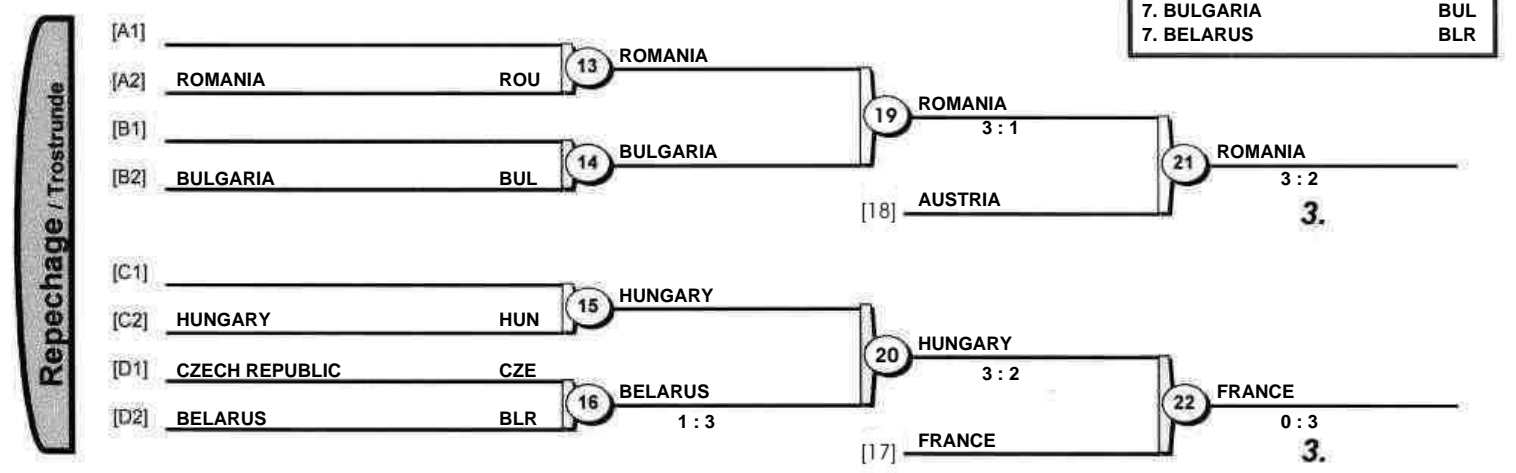 7. BULGARIA BUL
7. BELARUS BLR
Repechage / Trostrunde
[A1]
[A2] ROMANIA ROU
13 ROMANIA
[B1]
[B2] BULGARIA BUL
14 BULGARIA
19 ROMANIA
3 : 1
[18] AUSTRIA
21 ROMANIA
3 : 2
3.
[C1]
[C2] HUNGARY HUN
15 HUNGARY
[D1] CZECH REPUBLIC CZE
[D2] BELARUS BLR
16 BELARUS
1 : 3
20 HUNGARY
3 : 2
[17] FRANCE
22 FRANCE
0 : 3
3.